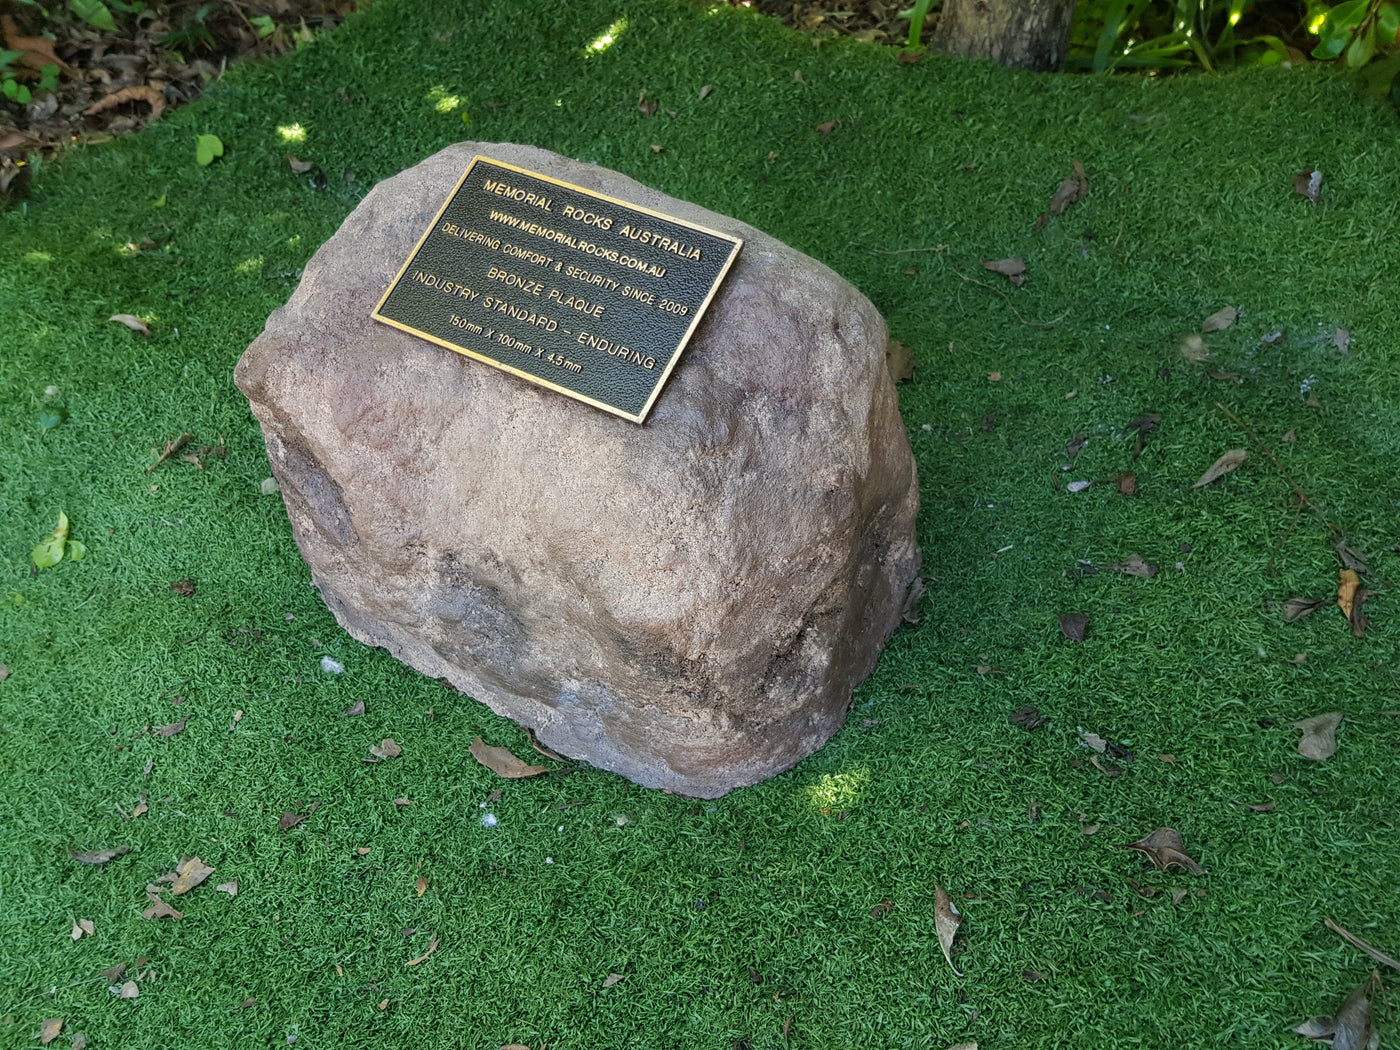 MEMORIAL ROCKS AUSTRALIA
WWW.MEMORIALROCKS.COM.AU
DELIVERING COMFORT & SECURITY SINCE 2009
BRONZE PLAQUE
INDUSTRY STANDARD - ENDURING
150mm X 100mm X 4.5mm